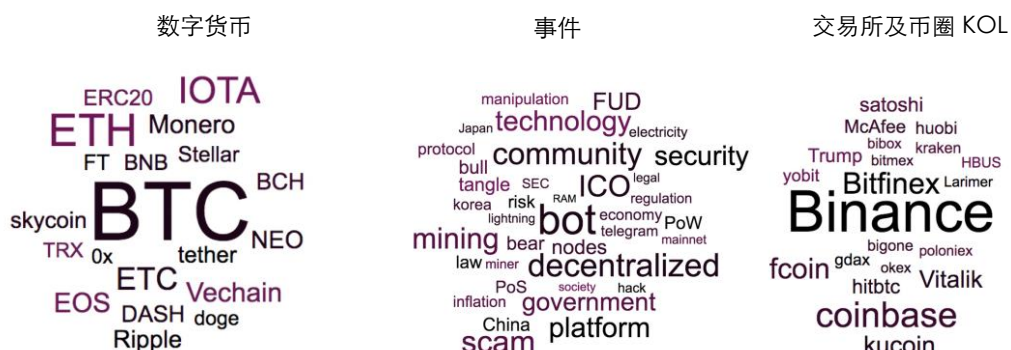 数字货币
事件
交易所及币圈 KOL
ERC20 IOTA
ETH Monero
FT BNB Stellar
BTC BCH
skycoin
NEO
TRX 0x tether
ETC
EOS Vechain
DASH doge
Ripple
manipulation FUD
Japan technology electricity
protocol community security
bull
tangle SEC ICO legal
korea risk RAM regulation
lightning bot economy PoW
telegram
mining bear nodes mainnet
law miner decentralized
PoS society hack
inflation government
China platform
scam
satoshi
McAfee huobi
bibox kraken
Trump bitmex HBUS
yobit Bitfinex Larimer
Binance
bigone poloniex
fcoin gdax okex
hitbtc Vitalik
coinbase
kucoin